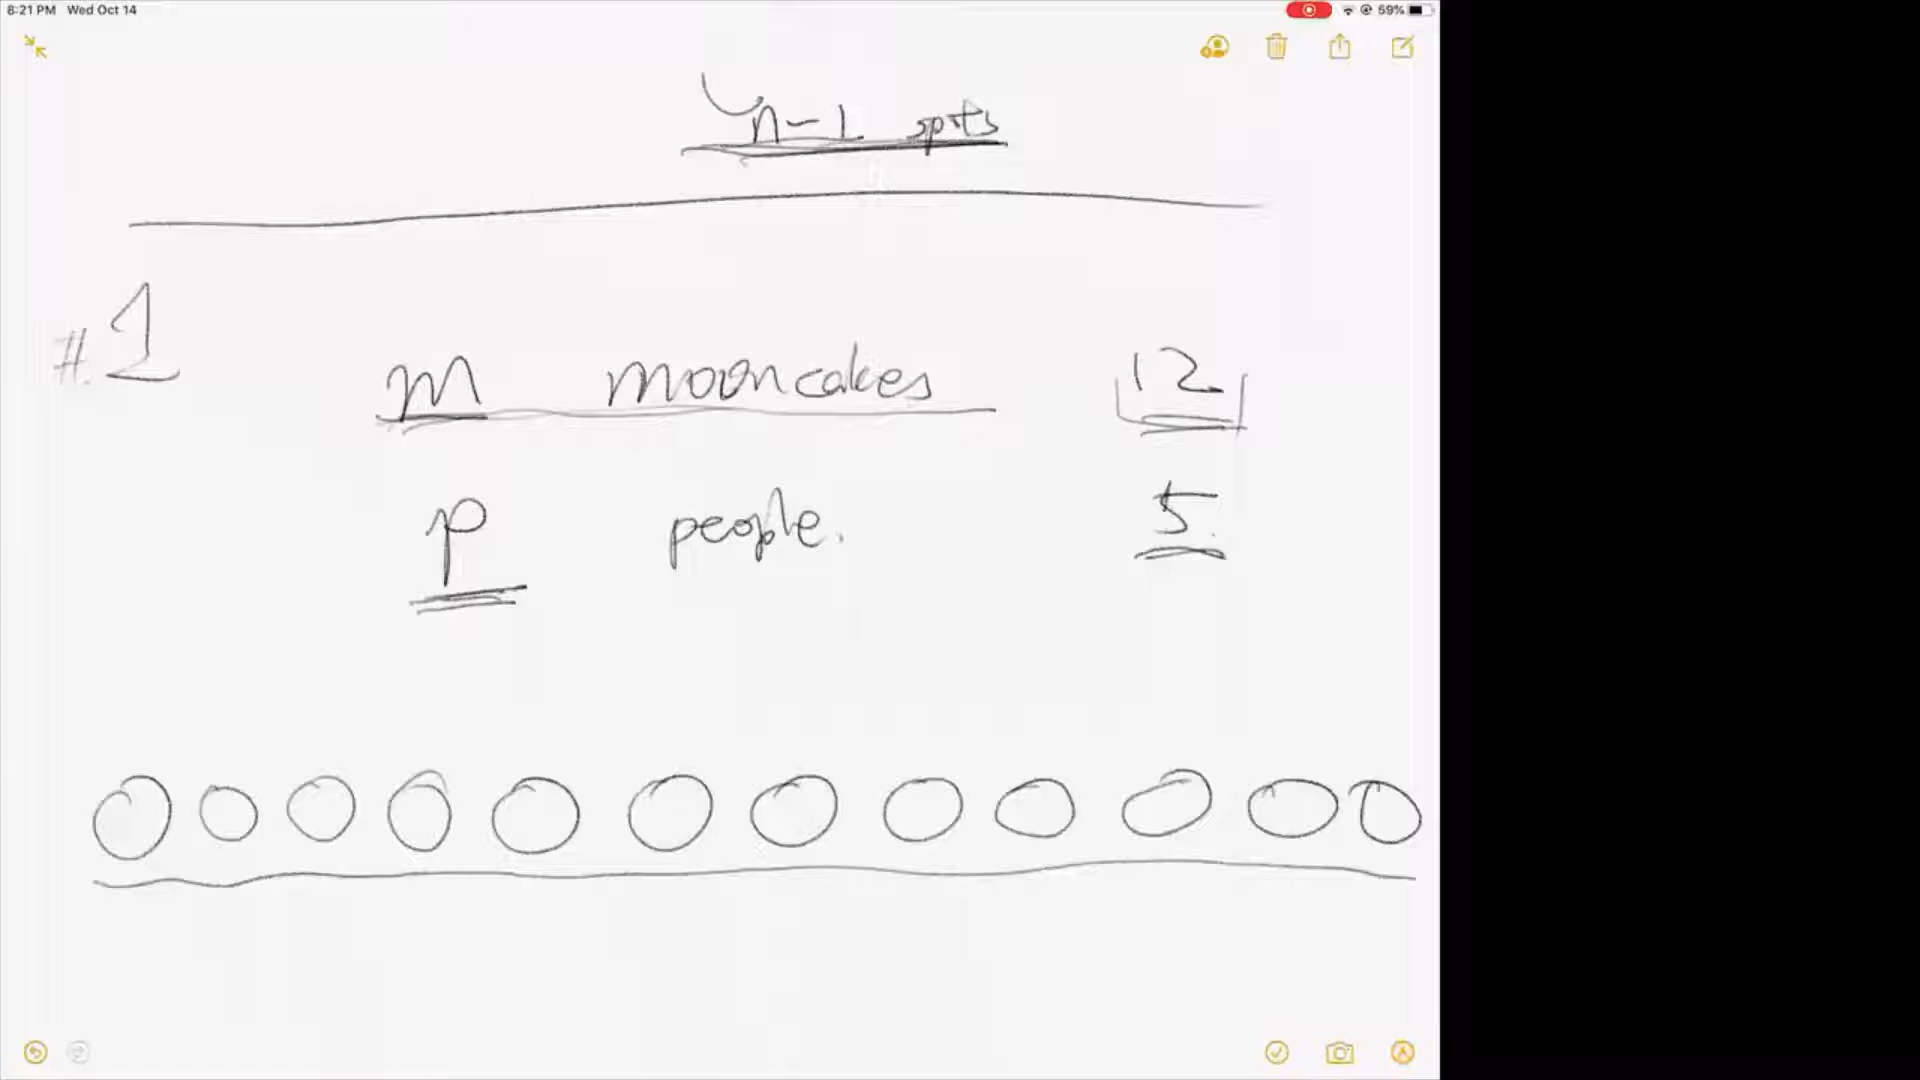 8:21 PM Wed Oct 14 59%
n-1 spots
#1
m mooncakes 12
p people. 5